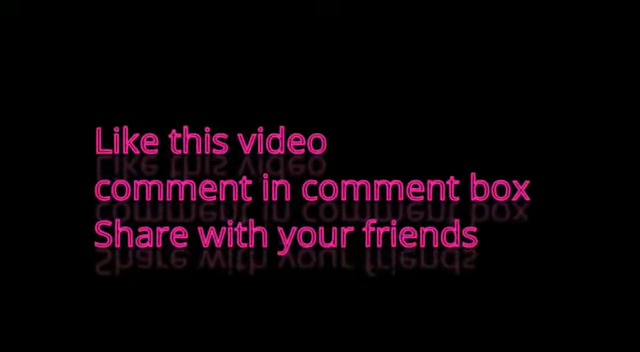 Like this video
comment in comment box
Share with your friends